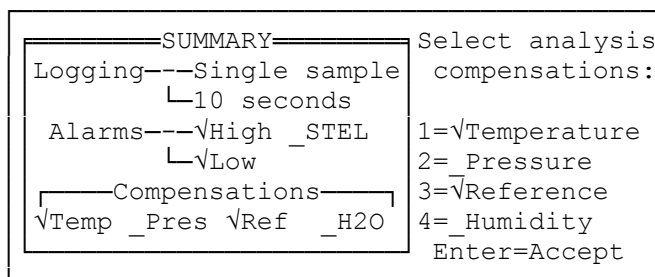 SUMMARY
Logging---Single sample
10 seconds
Alarms---√High _STEL
√Low
Compensations
√Temp _Pres √Ref _H2O
Select analysis
compensations:
1=√Temperature
2=_Pressure
3=√Reference
4=_Humidity
Enter=Accept